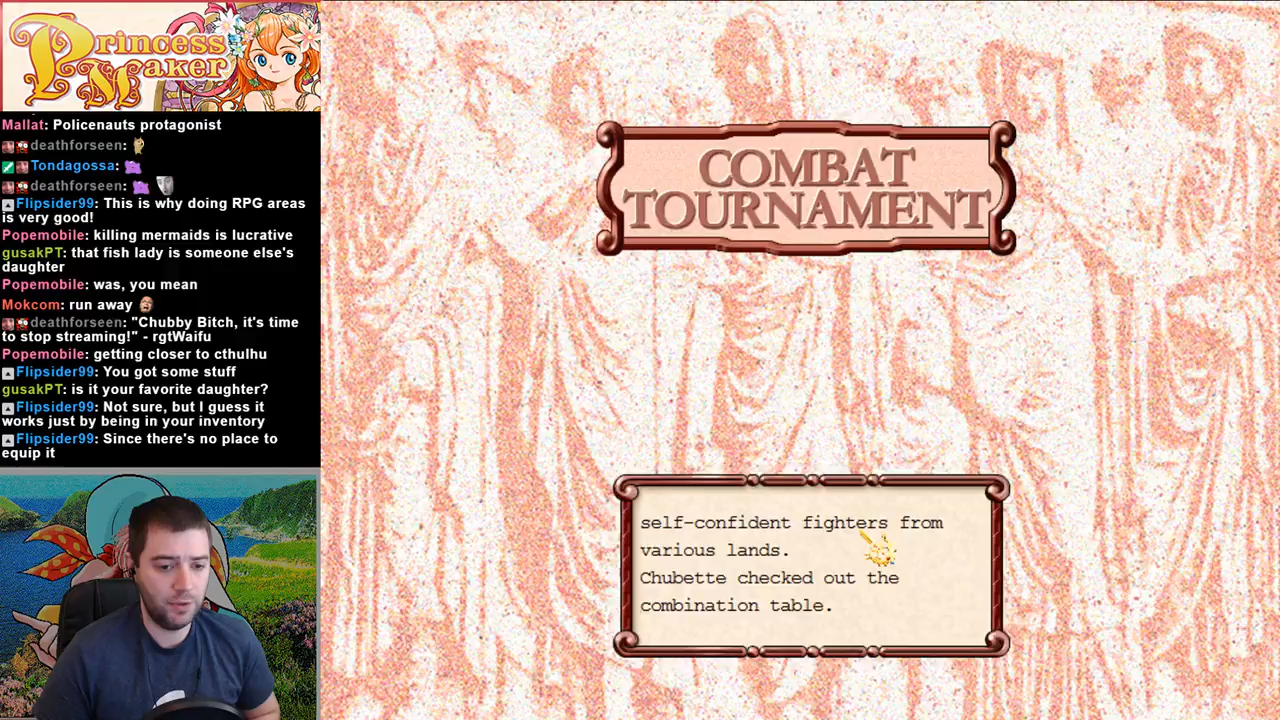 Princess
Maker
Mallat: Policenauts protagonist
deathforseen:
Tondagossa:
deathforseen:
Flipsider99: This is why doing RPG areas
is very good!
Popemobile: killing mermaids is lucrative
gusakPT: that fish lady is someone else's
daughter
Popemobile: was, you mean
Mokcom: run away
deathforseen: "Chubby Bitch, it's time
to stop streaming!" - rgtWaifu
Popemobile: getting closer to cthulhu
Flipsider99: You got some stuff
gusakPT: is it your favorite daughter?
Flipsider99: Not sure, but I guess it
works just by being in your inventory
Flipsider99: Since there's no place to
equip it
COMBAT
TOURNAMENT
self-confident fighters from
various lands.
Chubette checked out the
combination table.